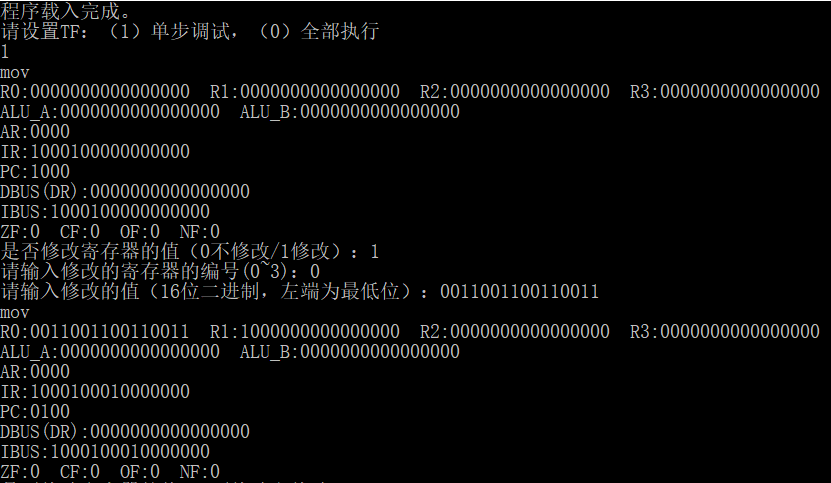 程序载入完成。
请设置TF：（1）单步调试，（0）全部执行
1
mov
R0:0000000000000000  R1:0000000000000000  R2:0000000000000000  R3:0000000000000000
ALU_A:0000000000000000  ALU_B:0000000000000000
AR:0000
IR:1000100000000000
PC:1000
DBUS(DR):0000000000000000
IBUS:1000100000000000
ZF:0  CF:0  OF:0  NF:0
是否修改寄存器的值（0不修改/1修改）：1
请输入修改的寄存器的编号(0~3)：0
请输入修改的值（16位二进制，左端为最低位）：0011001100110011
mov
R0:0011001100110011  R1:1000000000000000  R2:0000000000000000  R3:0000000000000000
ALU_A:0000000000000000  ALU_B:0000000000000000
AR:0000
IR:1000100010000000
PC:0100
DBUS(DR):0000000000000000
IBUS:1000100010000000
ZF:0  CF:0  OF:0  NF:0